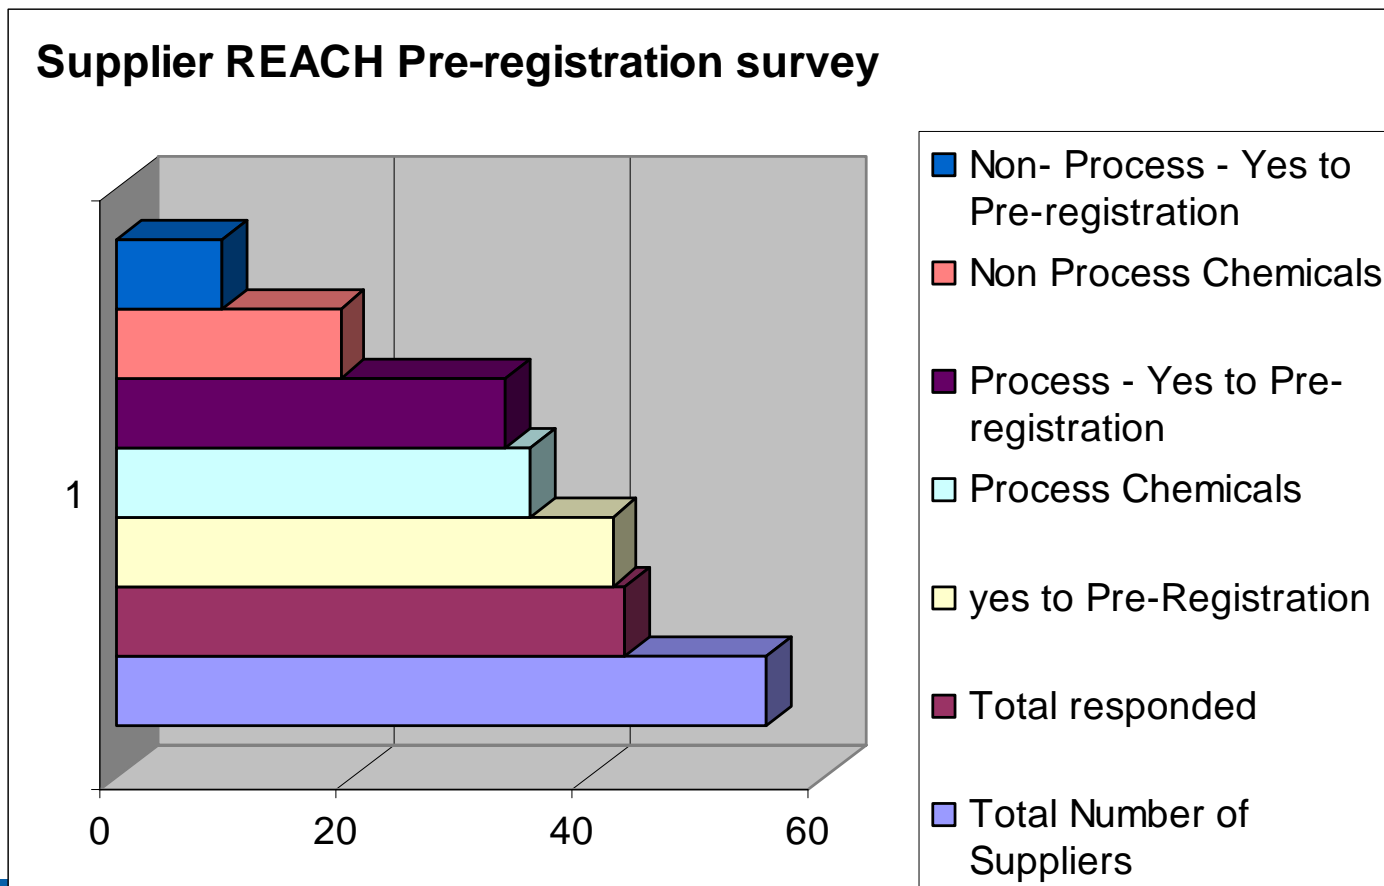 Supplier REACH Pre-registration survey
1
0 20 40 60
Non- Process - Yes to
Pre-registration
Non Process Chemicals
Process - Yes to Pre-
registration
Process Chemicals
yes to Pre-Registration
Total responded
Total Number of
Suppliers